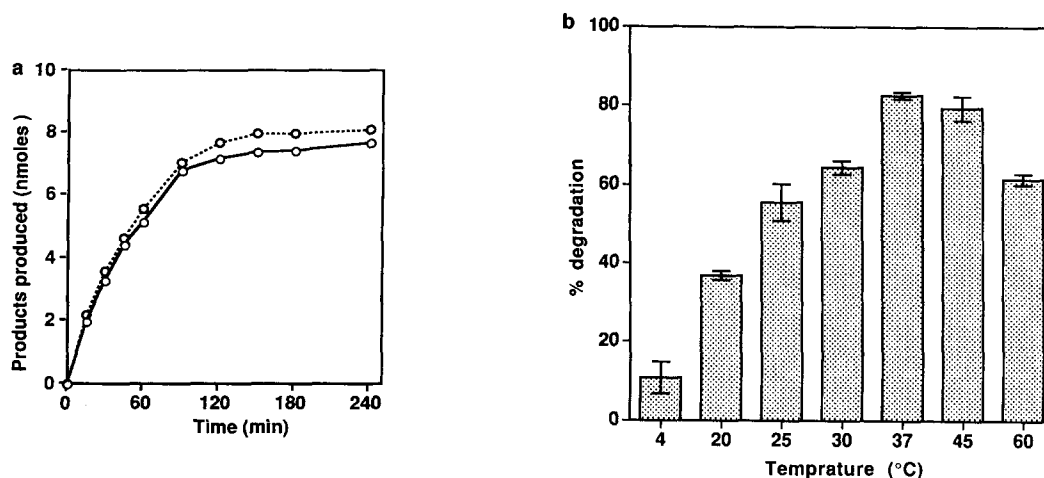 a
Products produced (nmoles)
10
8
6
4
2
0
0 60 120 180 240
Time (min)
b
% degradation
100
80
60
40
20
0
4 20 25 30 37 45 60
Temprature (°C)